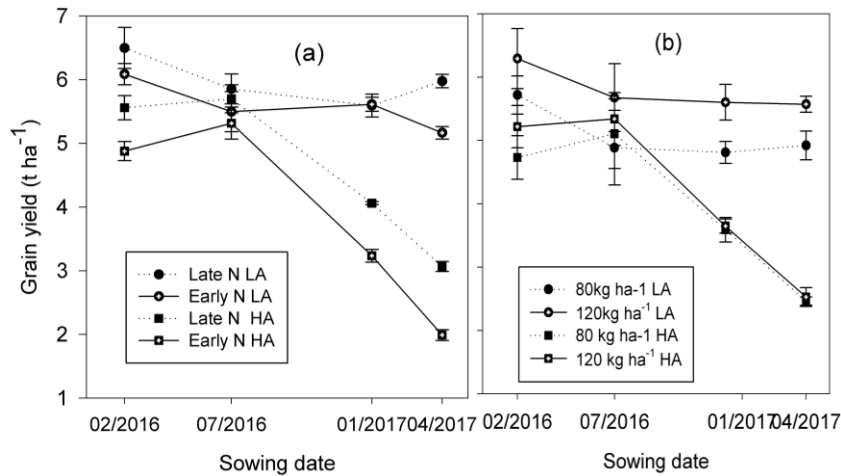 7
6
5
4
3
2
1
Grain yield (t ha⁻¹)
(a)
Late N LA
Early N LA
Late N HA
Early N HA
02/2016
07/2016
01/2017
04/2017
Sowing date
(b)
80kg ha-1 LA
120kg ha⁻¹ LA
80 kg ha-1 HA
120 kg ha⁻¹ HA
02/2016
07/2016
01/2017
04/2017
Sowing date